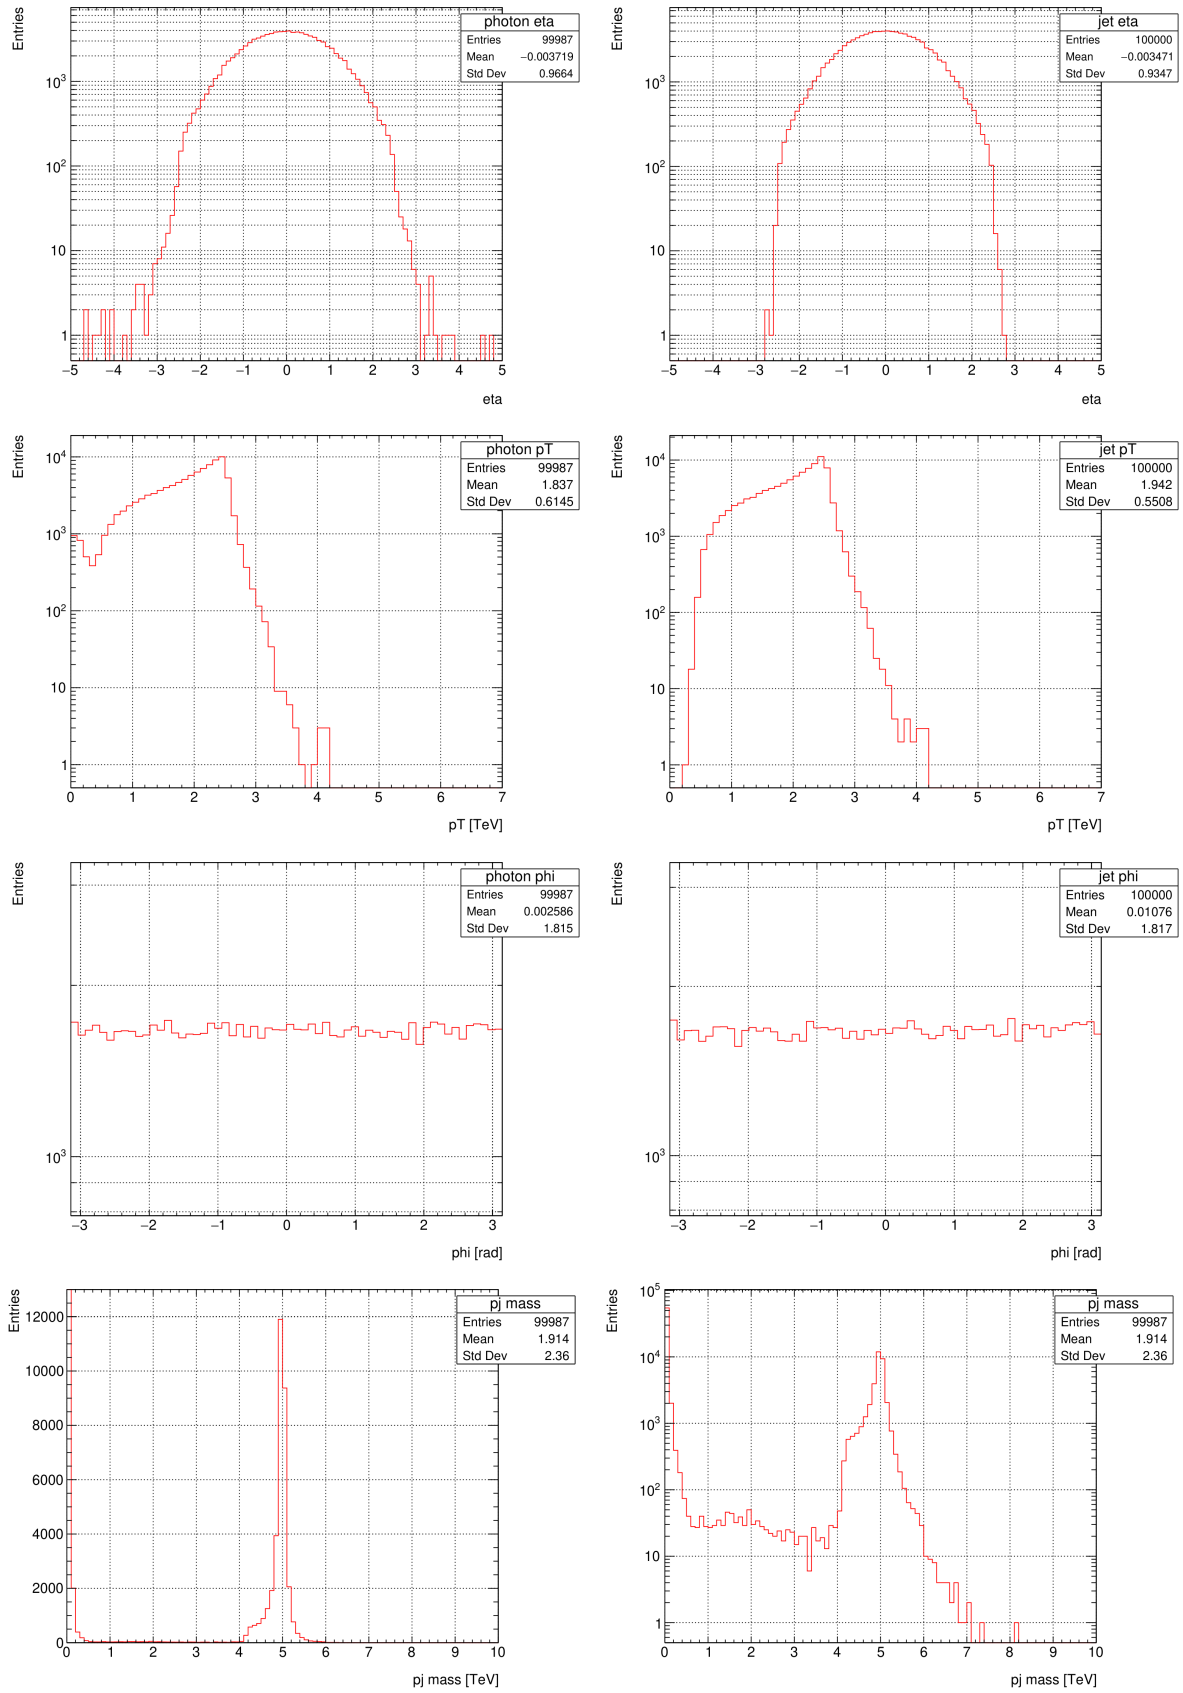 Entries
photon eta
Entries 99987
Mean −0.003719
Std Dev 0.9664
10³
10²
10
1
−5 −4 −3 −2 −1 0 1 2 3 4 5
eta
Entries
jet eta
Entries 100000
Mean −0.003471
Std Dev 0.9347
10³
10²
10
1
−5 −4 −3 −2 −1 0 1 2 3 4 5
eta
Entries
photon pT
Entries 99987
Mean 1.837
Std Dev 0.6145
10⁴
10³
10²
10
1
0 1 2 3 4 5 6 7
pT [TeV]
Entries
jet pT
Entries 100000
Mean 1.942
Std Dev 0.5508
10⁴
10³
10²
10
1
0 1 2 3 4 5 6 7
pT [TeV]
Entries
photon phi
Entries 99987
Mean 0.002586
Std Dev 1.815
10³
−3 −2 −1 0 1 2 3
phi [rad]
Entries
jet phi
Entries 100000
Mean 0.01076
Std Dev 1.817
10³
−3 −2 −1 0 1 2 3
phi [rad]
Entries
pj mass
Entries 99987
Mean 1.914
Std Dev 2.36
12000
10000
8000
6000
4000
2000
0
0 1 2 3 4 5 6 7 8 9 10
pj mass [TeV]
Entries
pj mass
Entries 99987
Mean 1.914
Std Dev 2.36
10⁵
10⁴
10³
10²
10
1
0 1 2 3 4 5 6 7 8 9 10
pj mass [TeV]